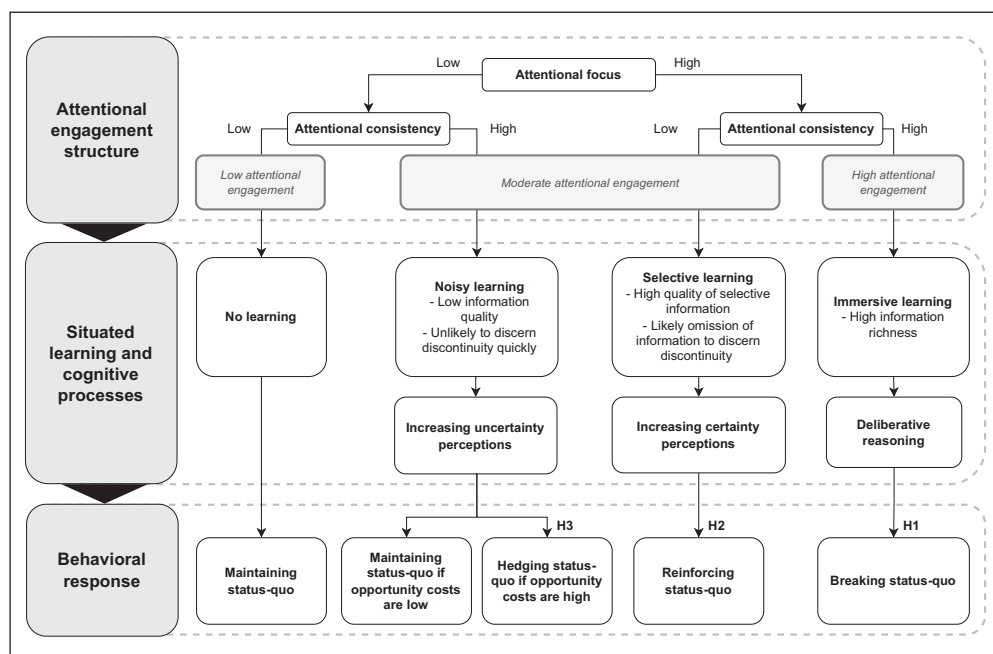 Attentional
engagement
structure
Low
Attentional focus
High
Low
Attentional consistency
High
Low
Attentional consistency
High
Low attentional
engagement
Moderate attentional engagement
High attentional
engagement
Situated
learning and
cognitive
processes
No learning
Noisy learning
- Low information
quality
- Unlikely to discern
discontinuity quickly
Selective learning
- High quality of selective
information
- Likely omission of
information to discern
discontinuity
Immersive learning
- High information
richness
Increasing uncertainty
perceptions
Increasing certainty
perceptions
Deliberative
reasoning
Behavioral
response
H3
H2
H1
Maintaining
status-quo
Maintaining
status-quo if
opportunity costs
are low
Hedging status-
quo if opportunity
costs are high
Reinforcing
status-quo
Breaking status-quo